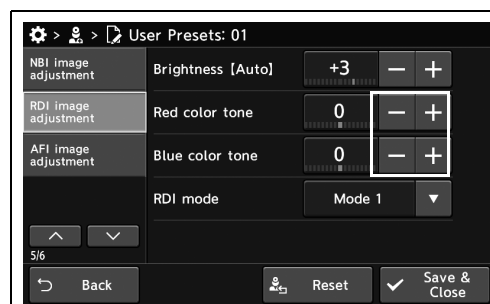 > > User Presets: 01
NBI image
adjustment
Brightness [Auto]
+3
− +
RDI image
adjustment
Red color tone
0
− +
AFI image
adjustment
Blue color tone
0
− +
RDI mode
Mode 1
5/6
Back
Reset
Save &
Close